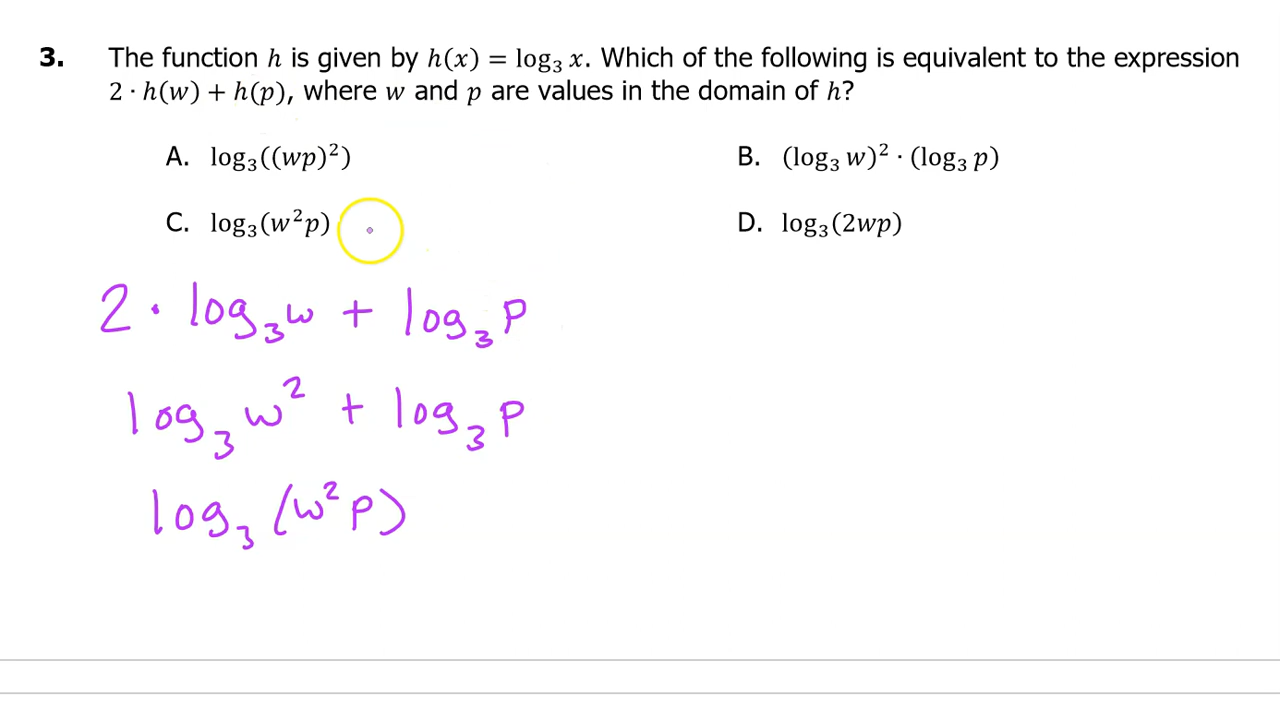 3. The function h is given by h(x) = log₃ x. Which of the following is equivalent to the expression
2 · h(w) + h(p), where w and p are values in the domain of h?
A. log₃((wp)²)
B. (log₃ w)² · (log₃ p)
C. log₃(w²p)
D. log₃(2wp)
2 · log₃w + log₃p
log₃w² + log₃p
log₃(w²p)